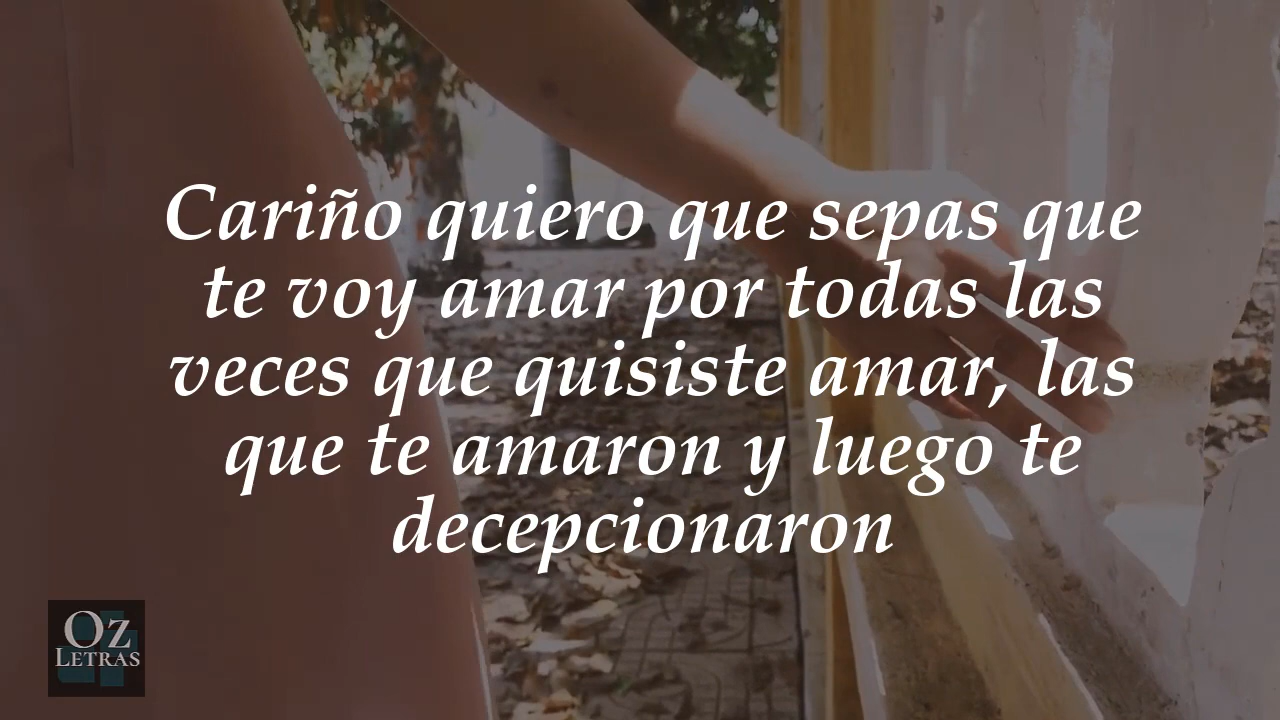 Cariño quiero que sepas que
te voy amar por todas las
veces que quisiste amar, las
que te amaron y luego te
decepcionaron
Oz
LETRAS